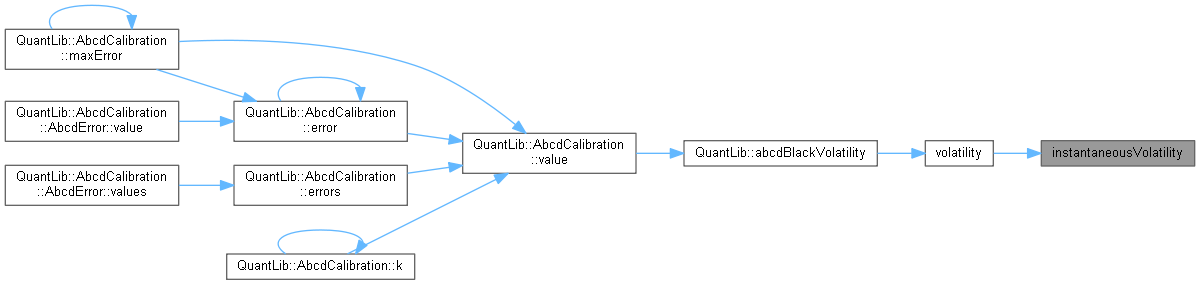 QuantLib::AbcdCalibration
::maxError
QuantLib::AbcdCalibration
::AbcdError::value
QuantLib::AbcdCalibration
::error
QuantLib::AbcdCalibration
::value
QuantLib::abcdBlackVolatility
volatility
instantaneousVolatility
QuantLib::AbcdCalibration
::AbcdError::values
QuantLib::AbcdCalibration
::errors
QuantLib::AbcdCalibration::k